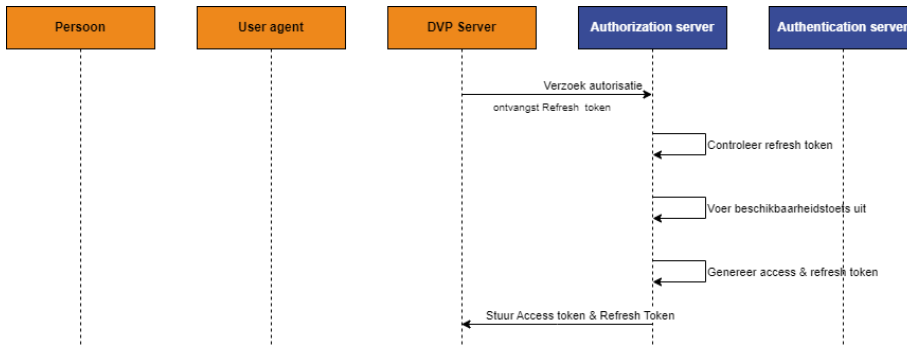 Persoon
User agent
DVP Server
Authorization server
Authentication server
Verzoek autorisatie
ontvangst Refresh token
Controleer refresh token
Voer beschikbaarheidstoets uit
Genereer access & refresh token
Stuur Access token & Refresh Token